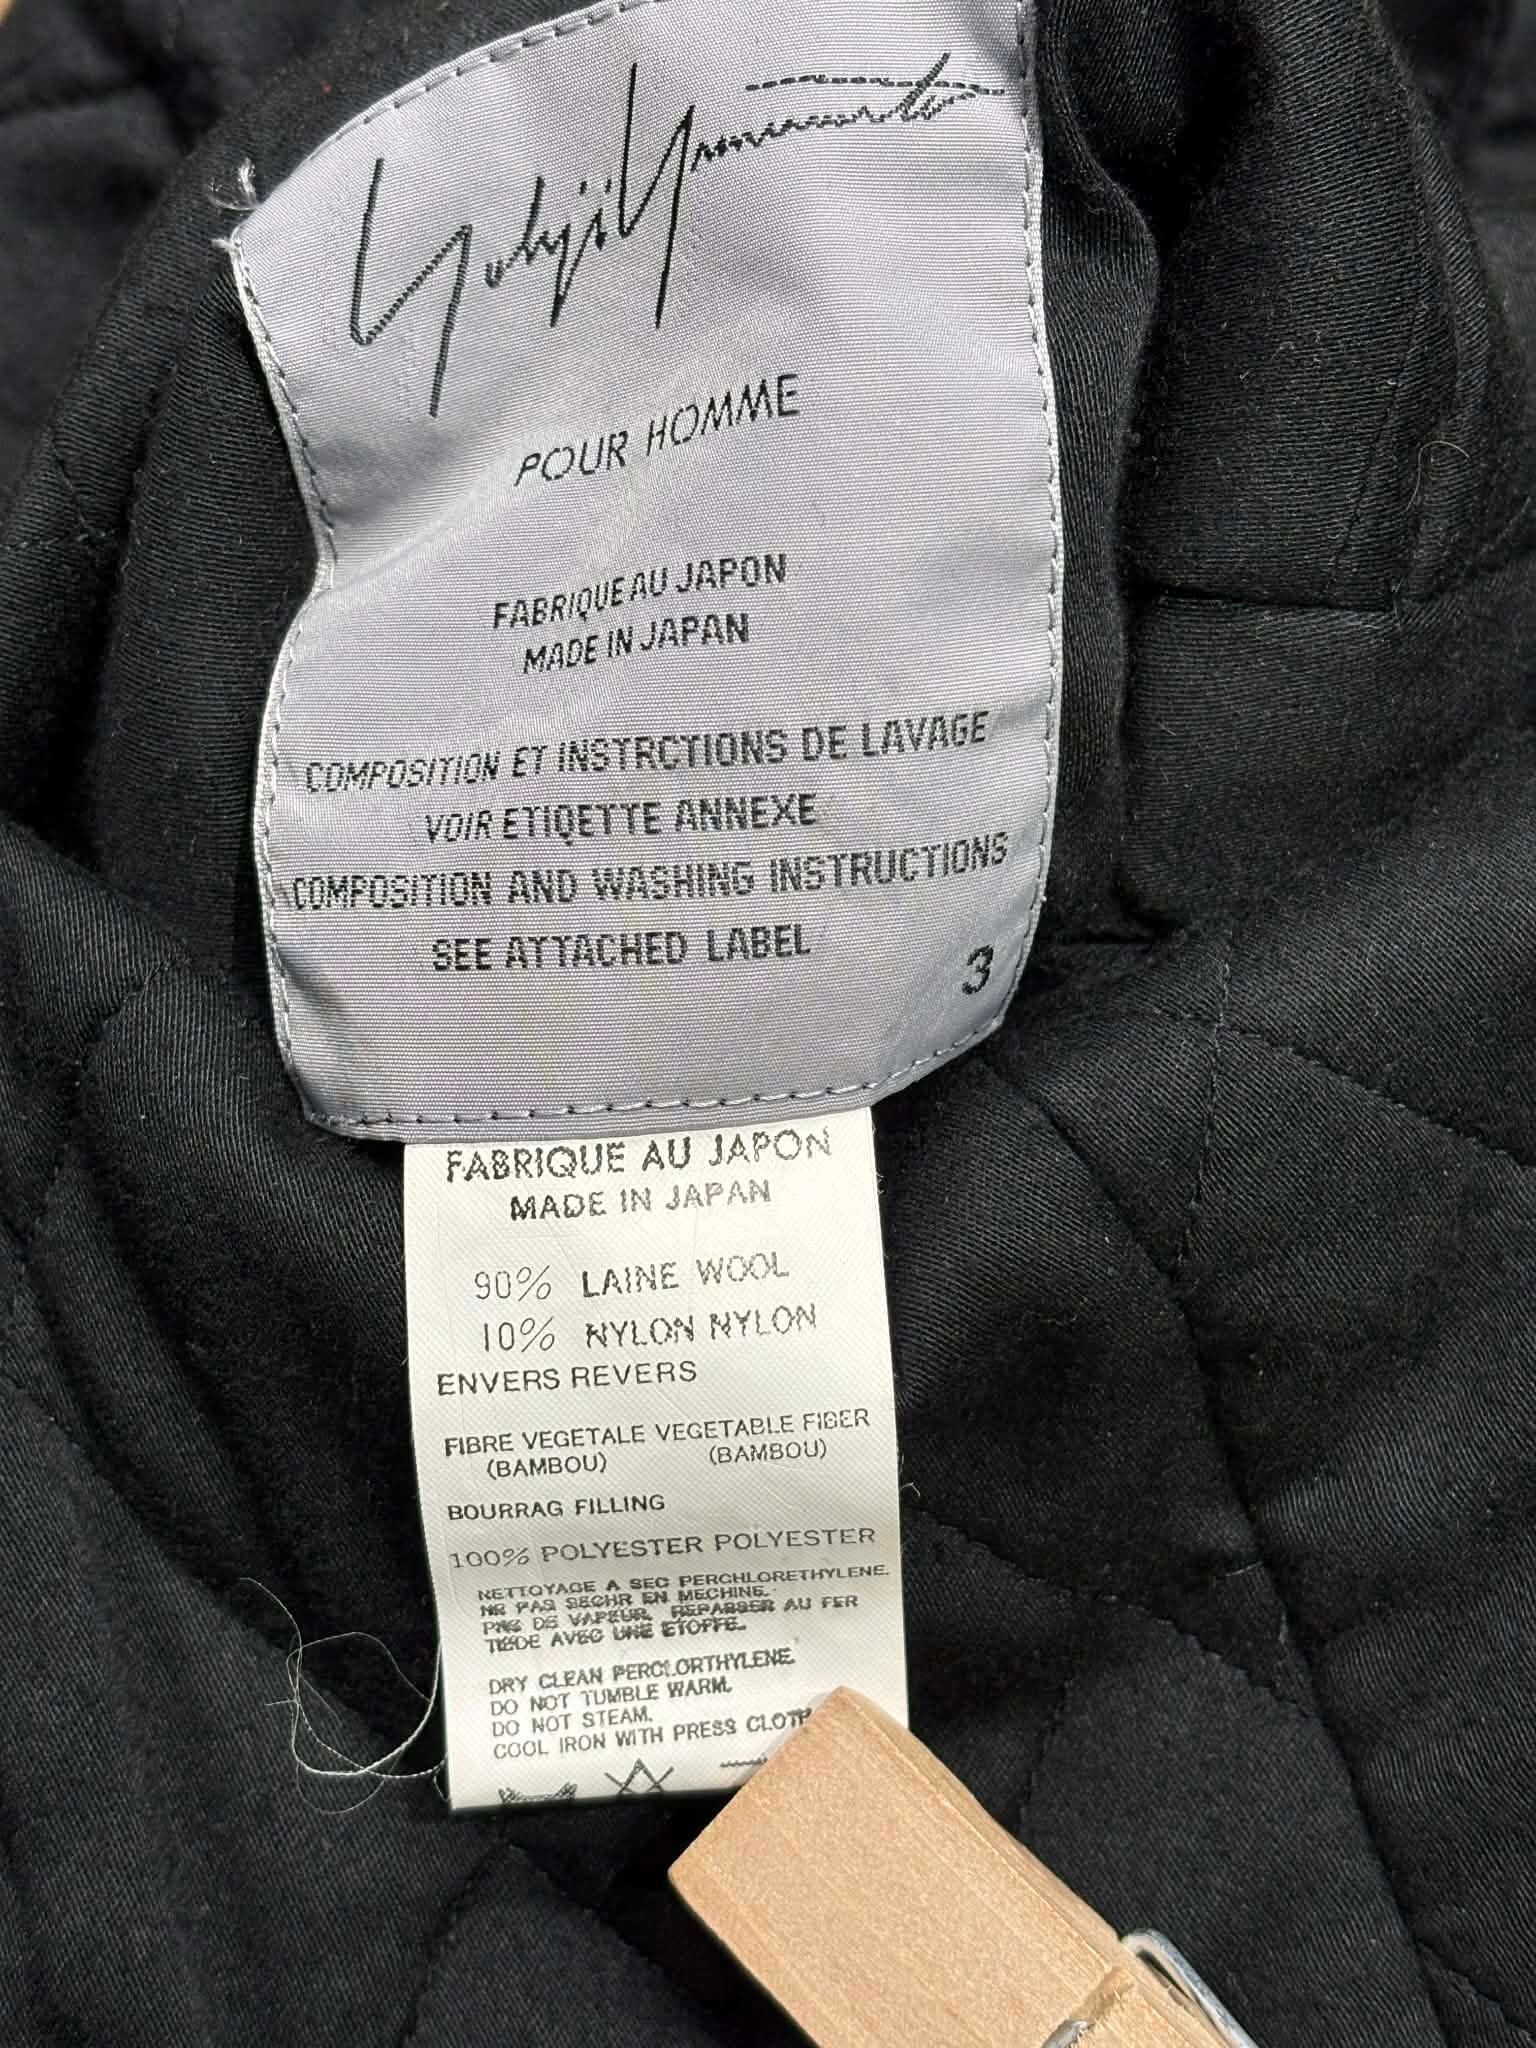 Yohji Yamamoto
POUR HOMME
FABRIQUE AU JAPON
MADE IN JAPAN
COMPOSITION ET INSTRCTIONS DE LAVAGE
VOIR ETIQETTE ANNEXE
COMPOSITION AND WASHING INSTRUCTIONS
SEE ATTACHED LABEL
3
FABRIQUE AU JAPON
MADE IN JAPAN
90% LAINE WOOL
10% NYLON NYLON
ENVERS REVERS
FIBRE VEGETALE VEGETABLE FIBER
(BAMBOU) (BAMBOU)
BOURRAG FILLING
100% POLYESTER POLYESTER
NETTOYAGE A SEC PERCHLORETHYLENE.
NE PAS SECHR EN MECHINE.
PAS DE VAPEUR. REPASSER AU FER
TIEDE AVEC UNE ETOFFE.
DRY CLEAN PERCLORTHYLENE.
DO NOT TUMBLE WARM.
DO NOT STEAM.
COOL IRON WITH PRESS CLOTH